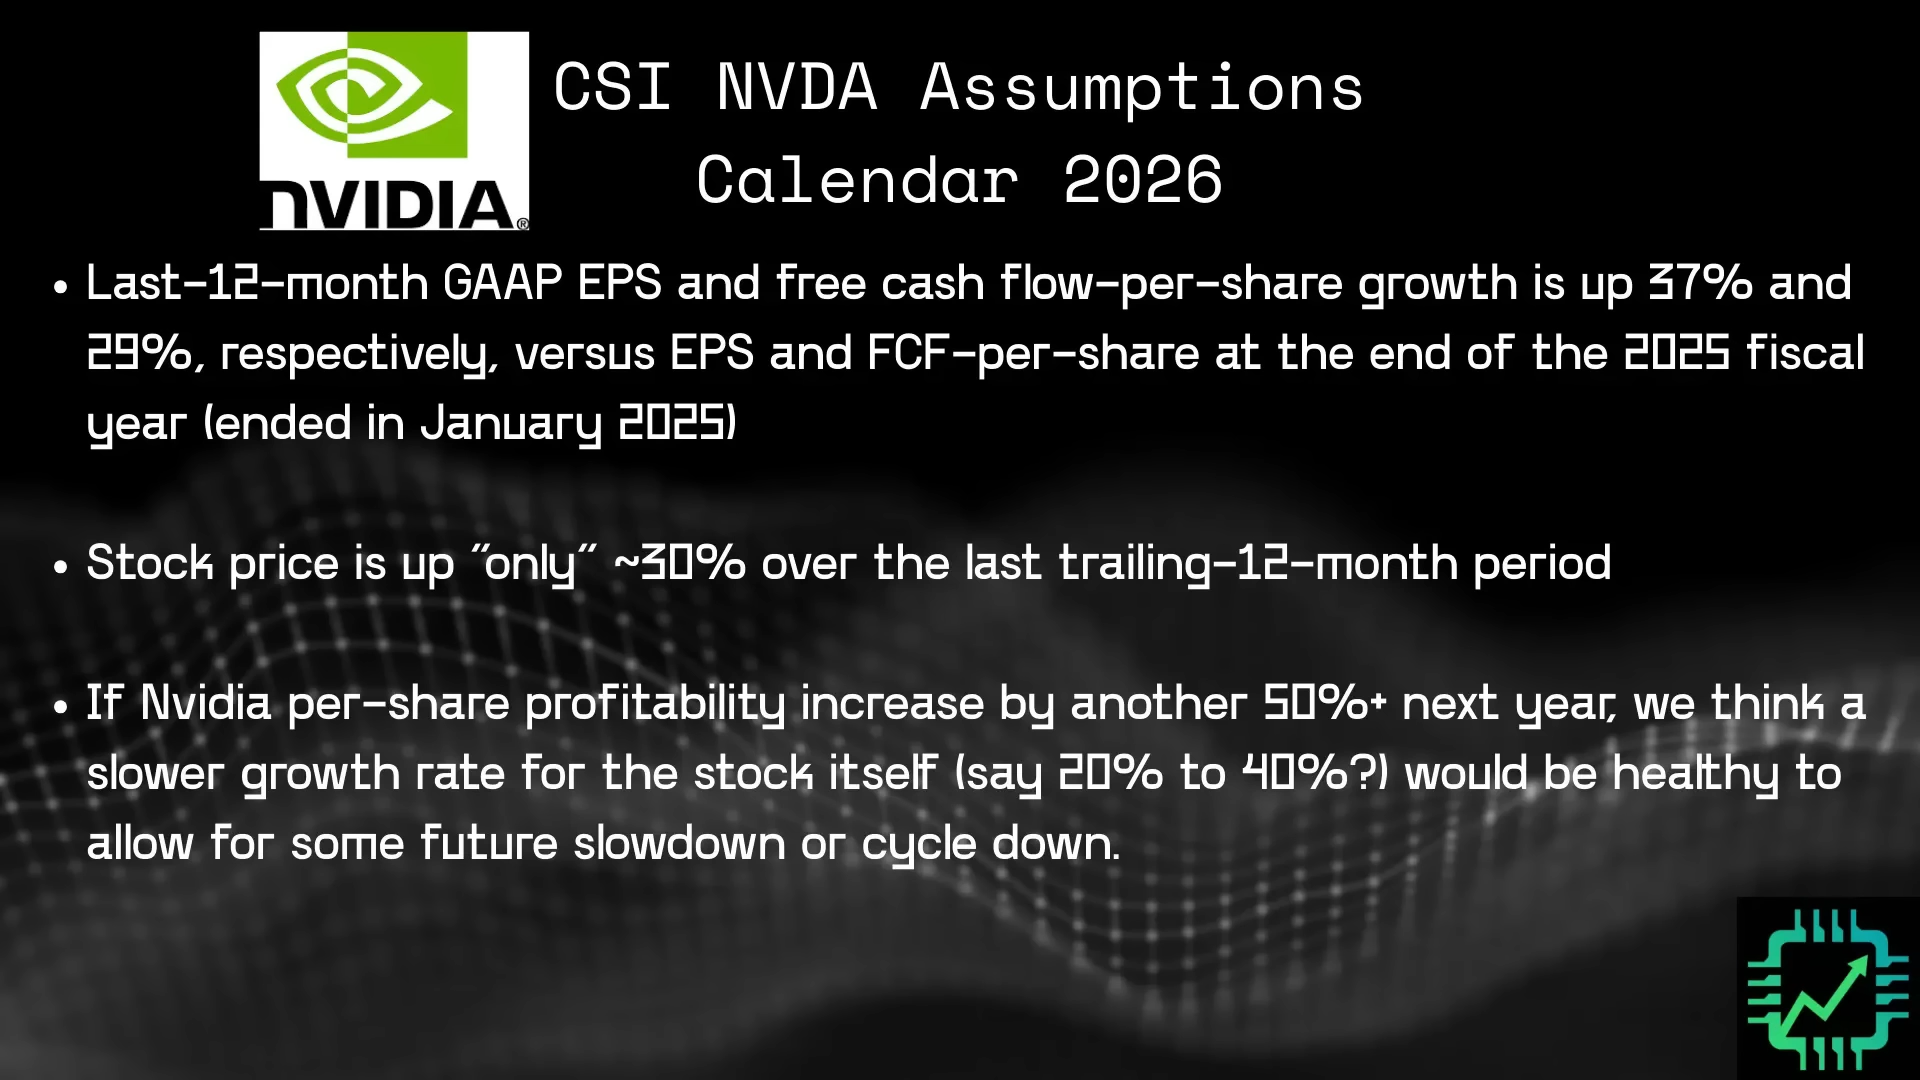 nVIDIA®
CSI NVDA Assumptions
Calendar 2026
• Last-12-month GAAP EPS and free cash flow-per-share growth is up 37% and
29%, respectively, versus EPS and FCF-per-share at the end of the 2025 fiscal
year (ended in January 2025)
• Stock price is up "only" ~30% over the last trailing-12-month period
• If Nvidia per-share profitability increase by another 50%+ next year, we think a
slower growth rate for the stock itself (say 20% to 40%?) would be healthy to
allow for some future slowdown or cycle down.